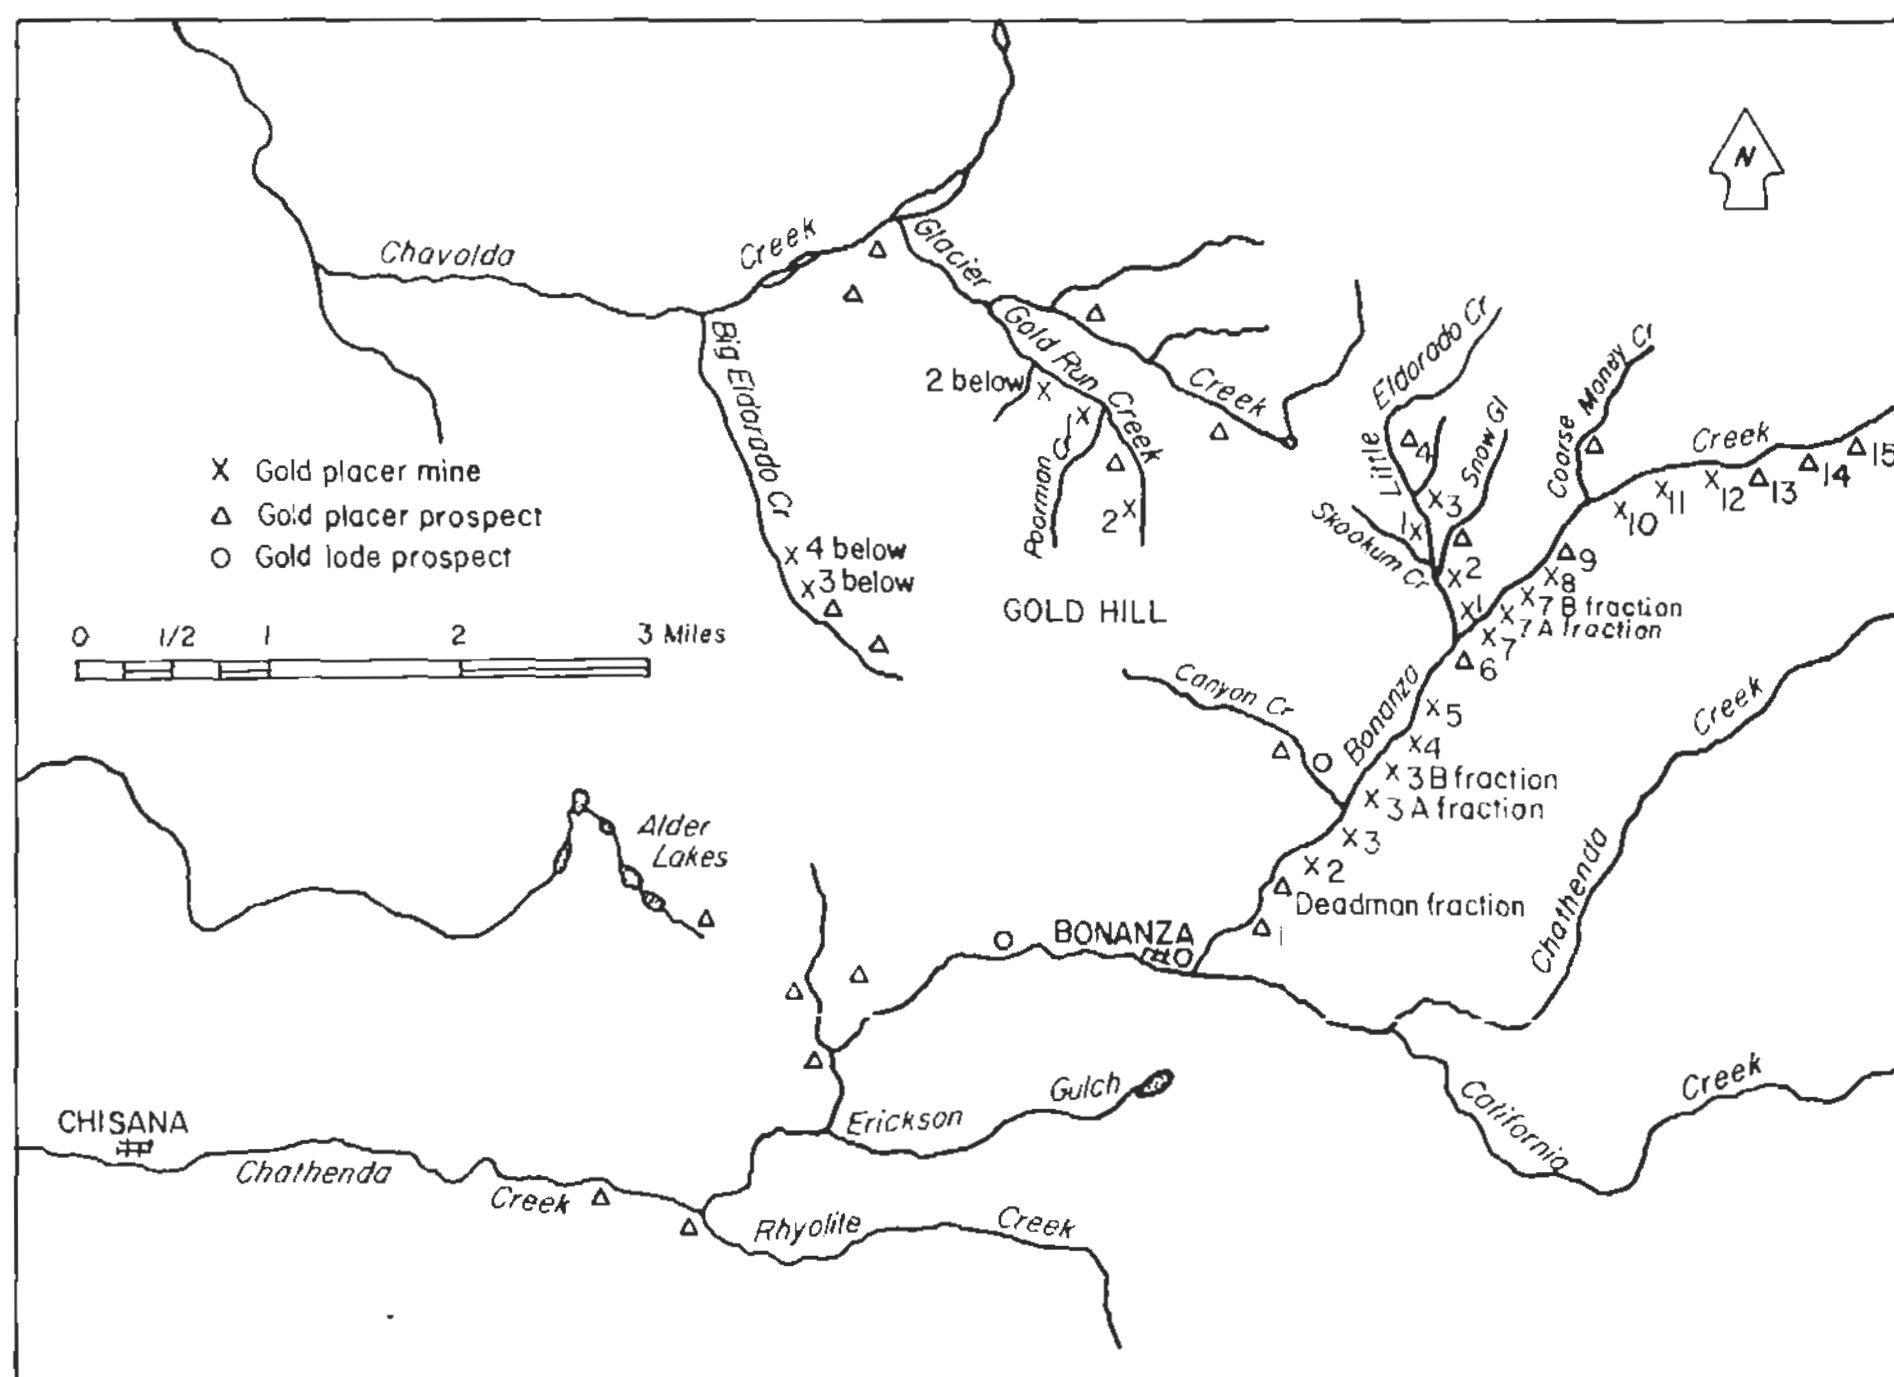 N
Chavolda Creek
Glacier Creek
Big Eldorado Cr
Gold Run Creek
2 below
Poorman Cr
2
Little Eldorado Cr
Snow Gl
Skookum Cr
4
3
1
2
1
Coarse Money Cr
Creek
15
14
13
12
11
10
9
8
7 B fraction
7 A fraction
7
6
X Gold placer mine
△ Gold placer prospect
○ Gold lode prospect
4 below
3 below
0 1/2 1 2 3 Miles
GOLD HILL
Canyon Cr
Bonanza
5
4
3 B fraction
3 A fraction
3
2
Deadman fraction
1
Chathenda Creek
Alder
Lakes
BONANZA
Erickson Gulch
California Creek
CHISANA
Chathenda Creek
Rhyolite Creek